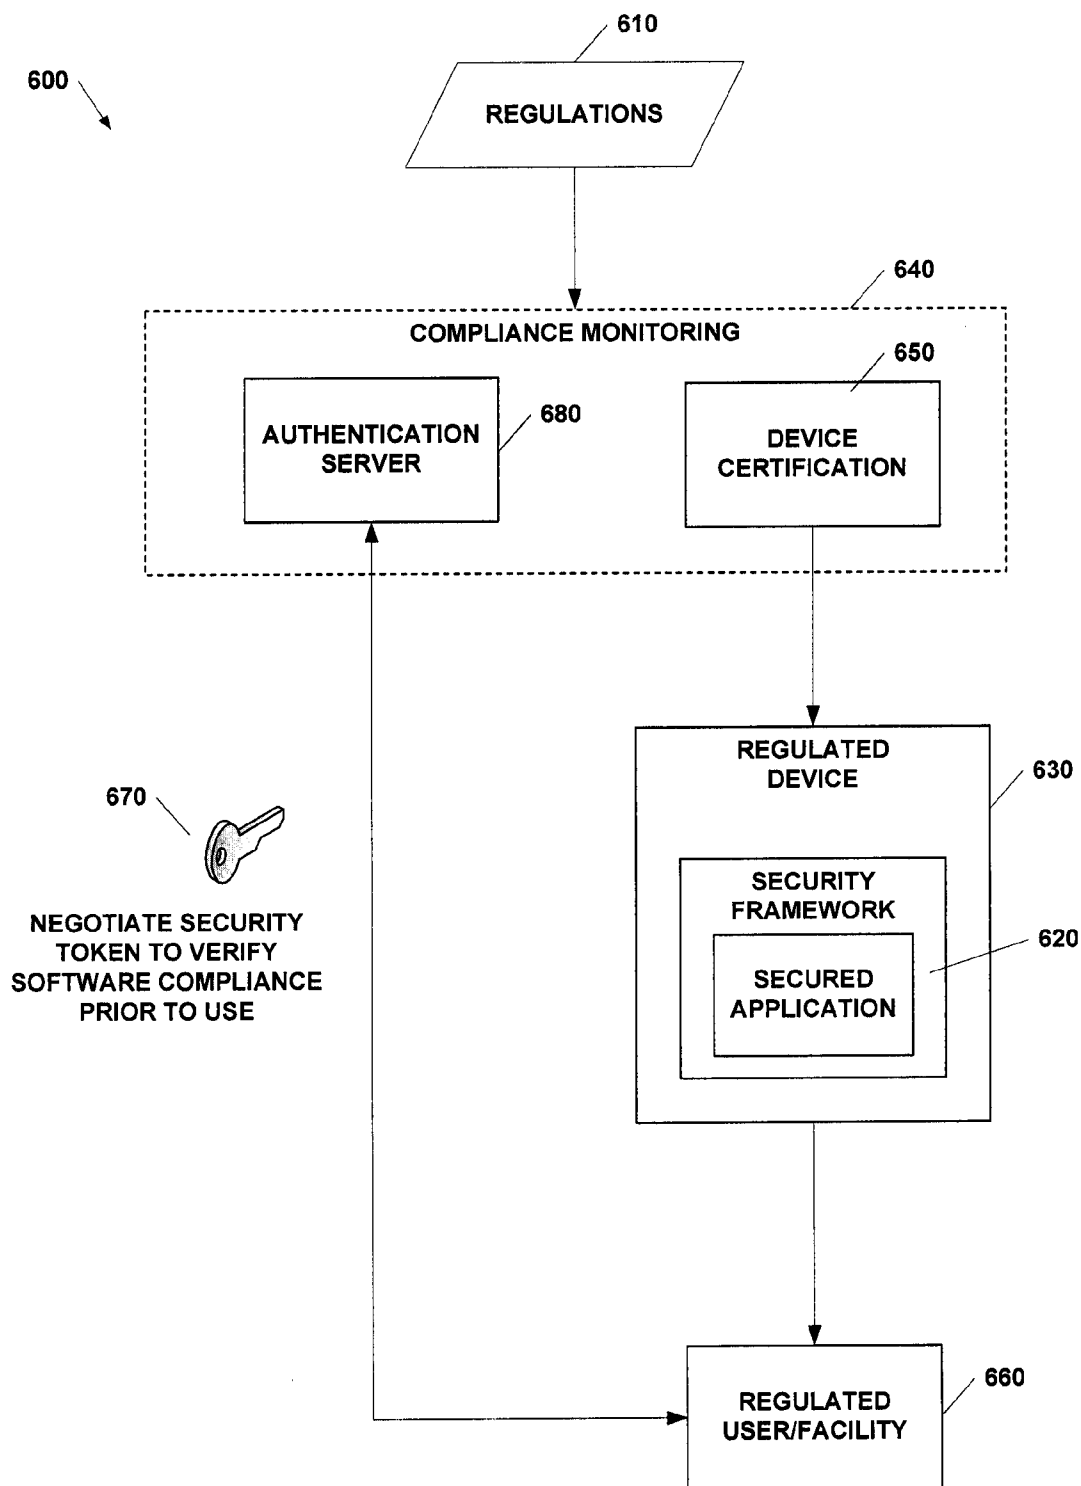 610
600
REGULATIONS
640
COMPLIANCE MONITORING
650
680
AUTHENTICATION
SERVER
DEVICE
CERTIFICATION
REGULATED
DEVICE
630
670
SECURITY
FRAMEWORK
620
NEGOTIATE SECURITY
TOKEN TO VERIFY
SOFTWARE COMPLIANCE
PRIOR TO USE
SECURED
APPLICATION
660
REGULATED
USER/FACILITY